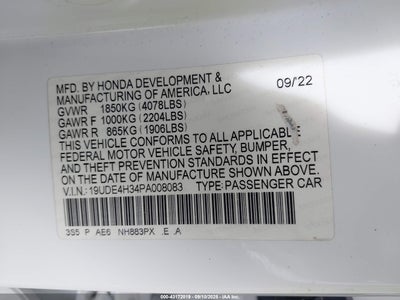 MFD. BY HONDA DEVELOPMENT &
MANUFACTURING OF AMERICA, LLC 09/22
GVWR 1850KG (4078LBS)
GAWR F 1000KG (2204LBS)
GAWR R 865KG (1906LBS)
THIS VEHICLE CONFORMS TO ALL APPLICABLE
FEDERAL MOTOR VEHICLE SAFETY, BUMPER,
AND THEFT PREVENTION STANDARDS IN
EFFECT ON THE DATE OF MANUFACTURE
SHOWN ABOVE.
V.I.N.: 19UDE4H34PA008083 TYPE: PASSENGER CAR
3S5 P AE6 NH883PX .E .A
000-40172019 - 09/10/2025 - IAA Inc.